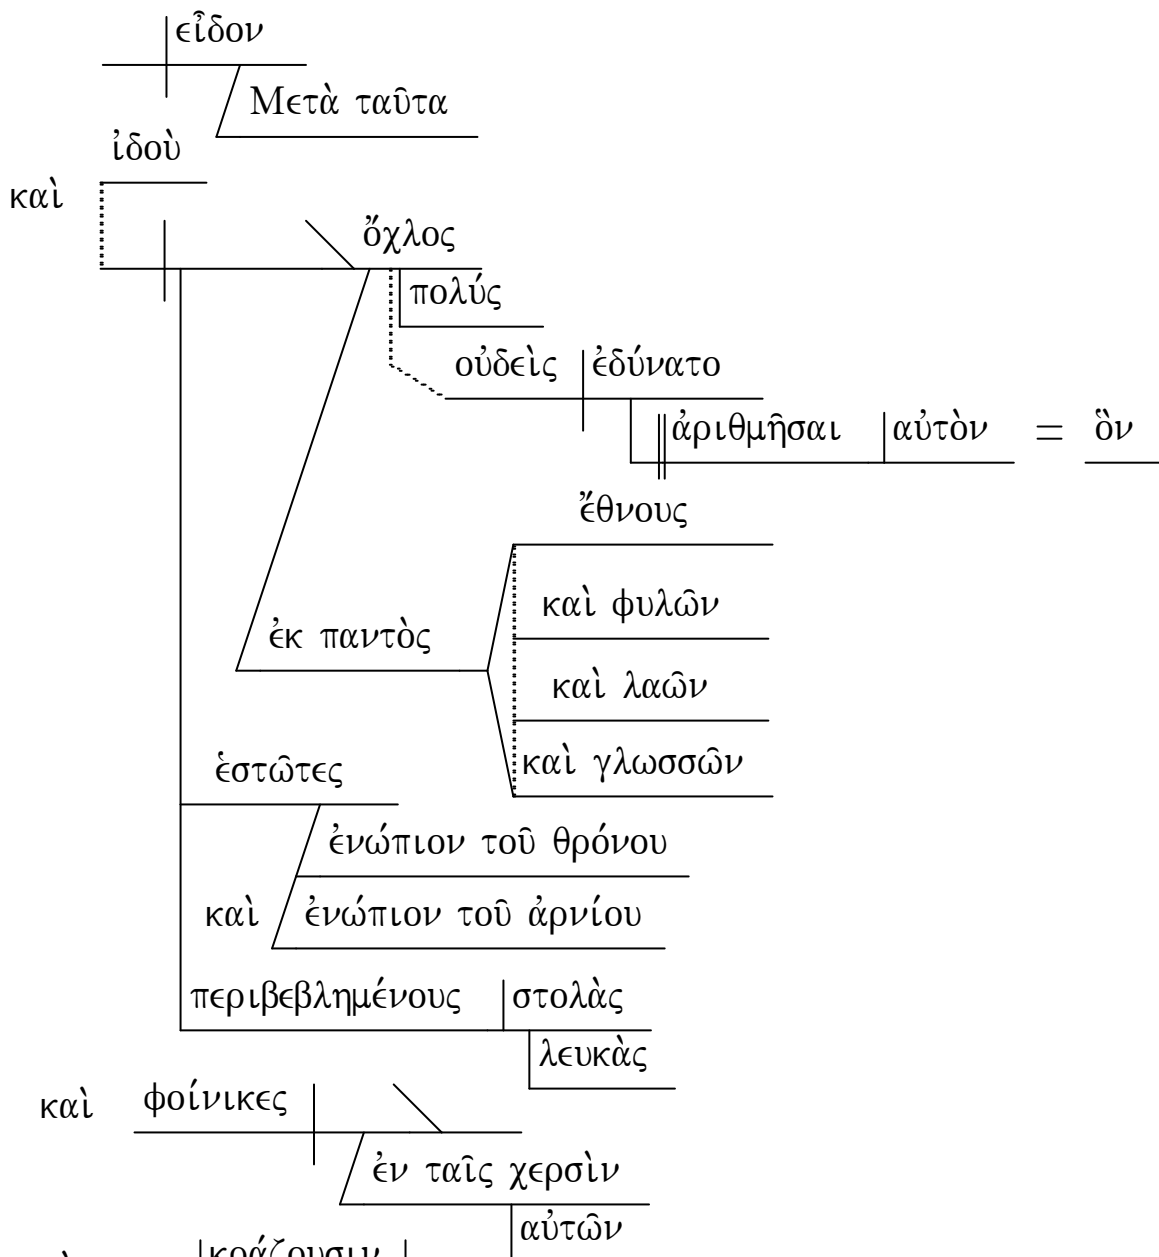 εἶδον
Μετὰ ταῦτα
ἰδοὺ
καὶ
ὄχλος
πολύς
οὐδεὶς ἐδύνατο
ἀριθμῆσαι αὐτὸν = ὃν
ἔθνους
καὶ φυλῶν
ἐκ παντὸς
καὶ λαῶν
καὶ γλωσσῶν
ἑστῶτες
ἐνώπιον τοῦ θρόνου
καὶ ἐνώπιον τοῦ ἀρνίου
περιβεβλημένους στολὰς
λευκὰς
καὶ φοίνικες
ἐν ταῖς χερσὶν
αὐτῶν
κράζουσιν